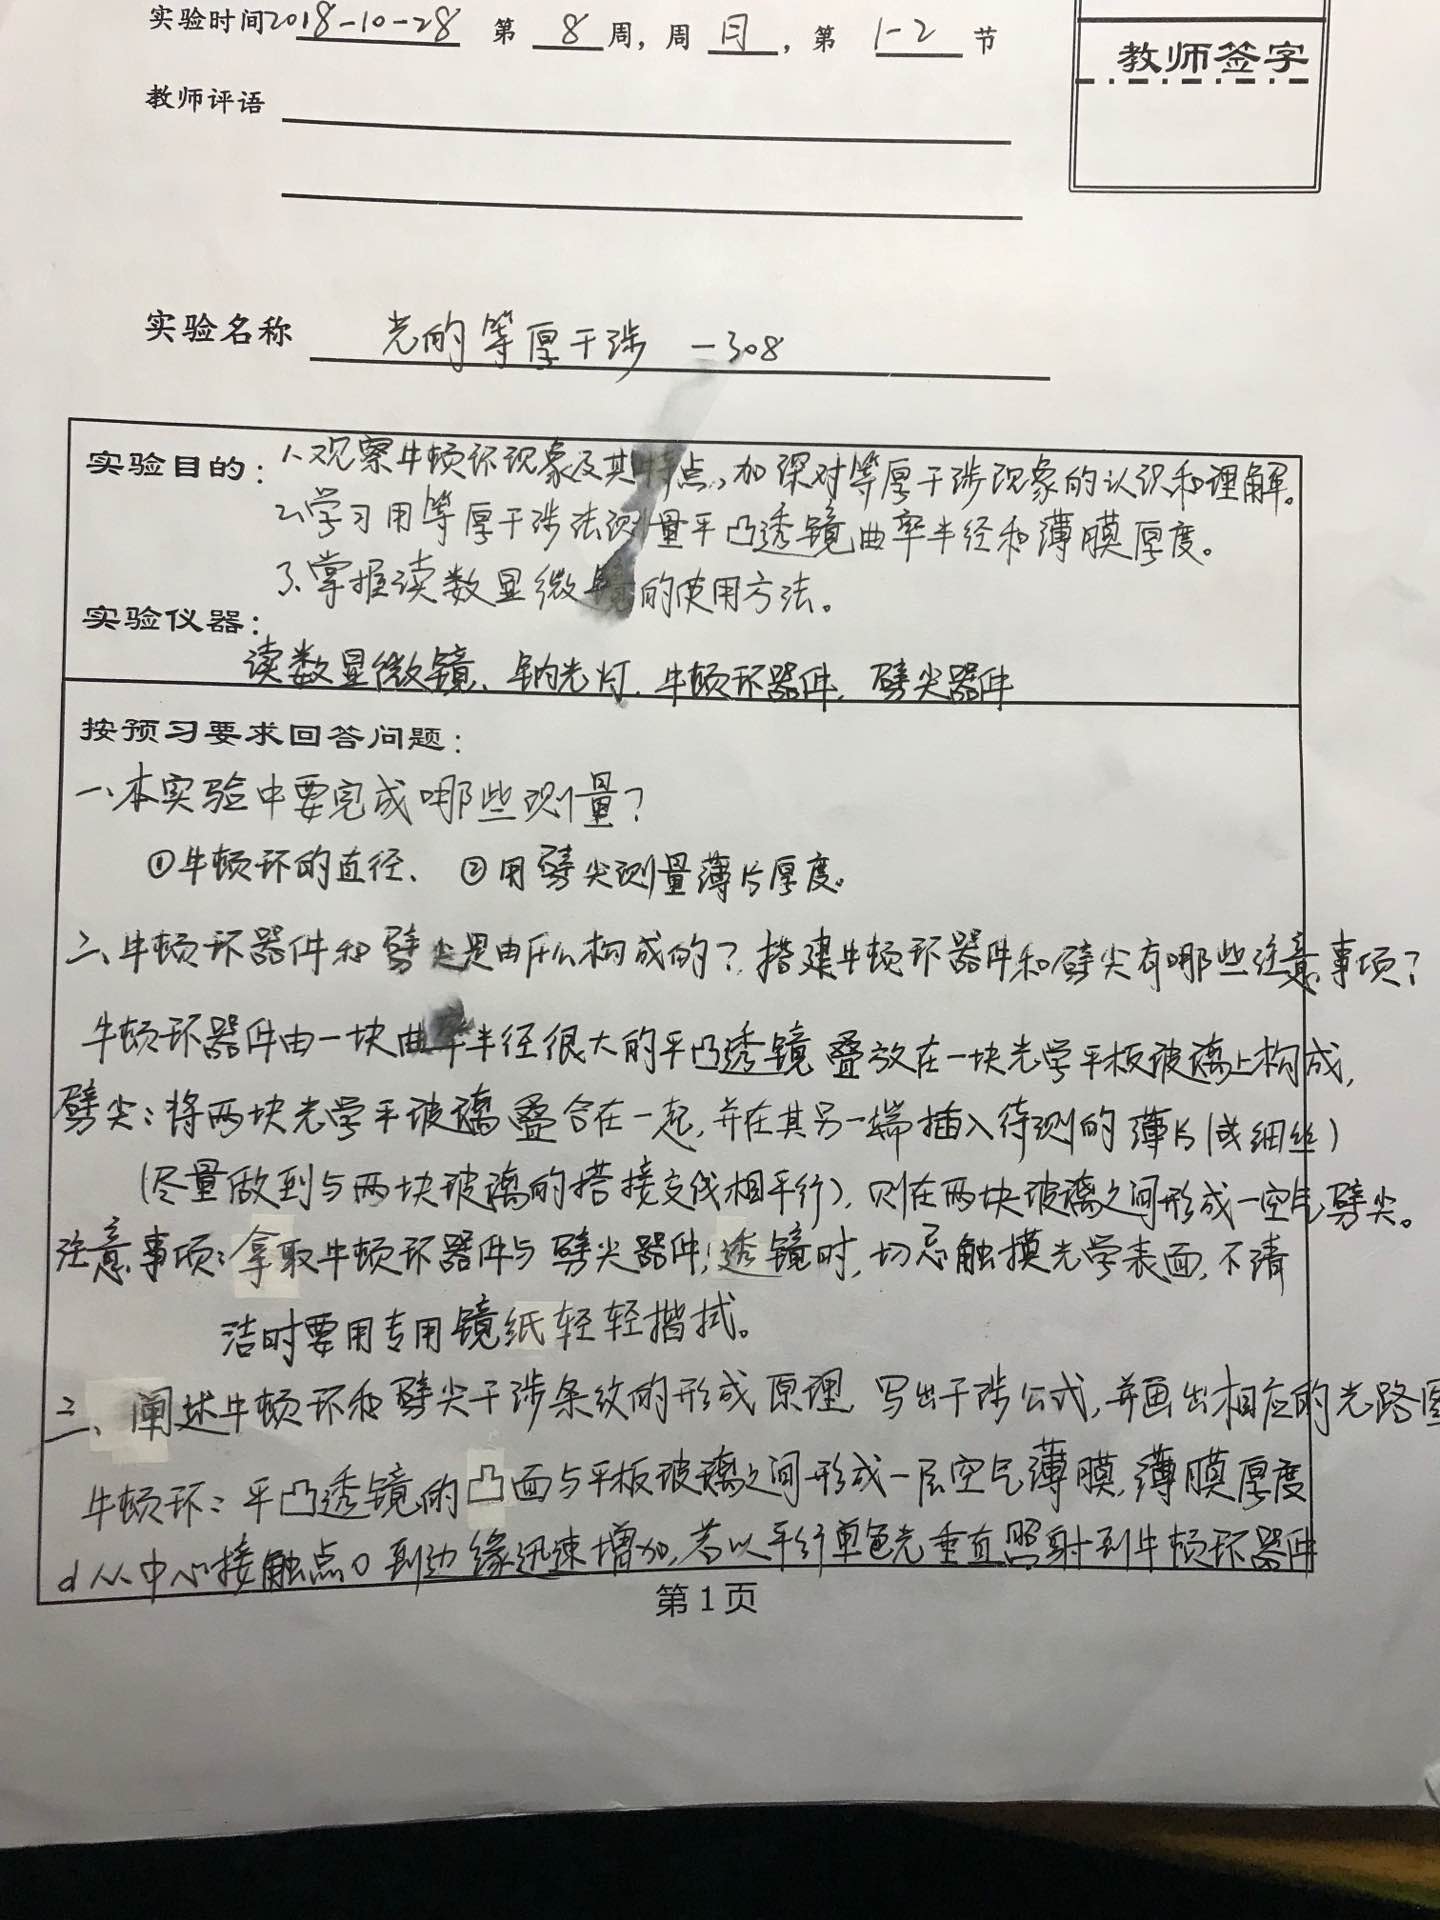 实验时间2018-10-28 第 8 周,周 日 ,第 1-2 节
教师签字
教师评语
实验名称 光的等厚干涉 -308
实验目的: 1.观察牛顿环现象及其特点,加深对等厚干涉现象的认识和理解。
2.学习用等厚干涉法测量平凸透镜曲率半径和薄膜厚度。
3.掌握读数显微镜的使用方法。
实验仪器:
读数显微镜、钠光灯、牛顿环器件、劈尖器件
按预习要求回答问题:
一、本实验中要完成哪些测量?
①牛顿环的直径、 ②用劈尖测量薄片厚度。
二、牛顿环器件和劈尖是由什么构成的?搭建牛顿环器件和劈尖有哪些注意事项?
牛顿环器件由一块曲率半径很大的平凸透镜叠放在一块光学平板玻璃上构成,
劈尖:将两块光学平玻璃叠合在一起,并在其另一端插入待测的薄片(或细丝)
(尽量做到与两块玻璃的搭接交线相平行),则在两块玻璃之间形成一空气劈尖。
注意事项:拿取牛顿环器件与劈尖器件,透镜时,切忌触摸光学表面,不清
洁时要用专用镜纸轻轻揩拭。
三、阐述牛顿环和劈尖干涉条纹的形成原理 写出干涉公式,并画出相应的光路图
牛顿环:平凸透镜的凸面与平板玻璃之间形成一层空气薄膜,薄膜厚度
d从中心接触点O到边缘迅速增加,若以平行单色光垂直照射到牛顿环器件
第1页